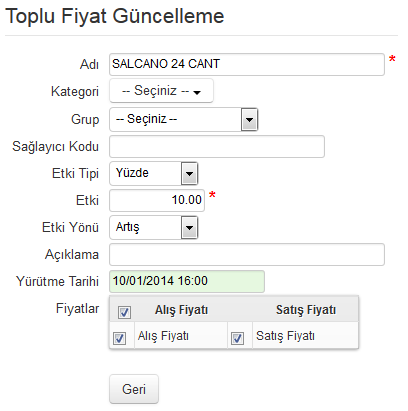 Toplu Fiyat Güncelleme
Adı SALCANO 24 CANT *
Kategori -- Seçiniz --
Grup -- Seçiniz --
Sağlayıcı Kodu
Etki Tipi Yüzde
Etki 10.00 *
Etki Yönü Artış
Açıklama
Yürütme Tarihi 10/01/2014 16:00
Fiyatlar Alış Fiyatı Satış Fiyatı
Alış Fiyatı Satış Fiyatı
Geri